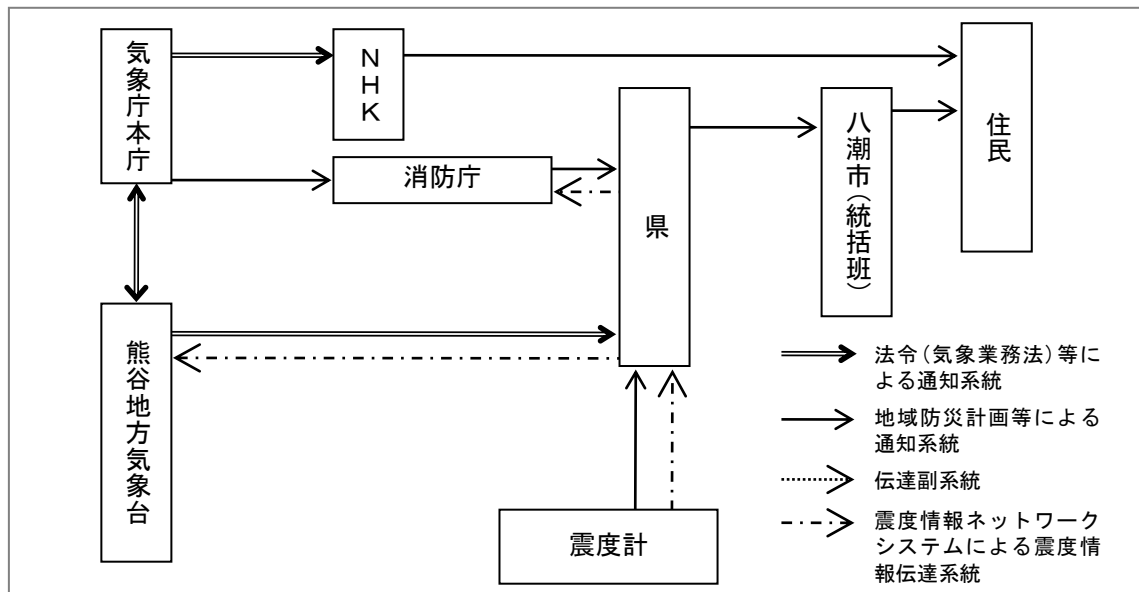 気象庁本庁
NHK
消防庁
県
八潮市(統括班)
住民
熊谷地方気象台
震度計
法令(気象業務法)等に
よる通知系統
地域防災計画等による
通知系統
伝達副系統
震度情報ネットワーク
システムによる震度情
報伝達系統